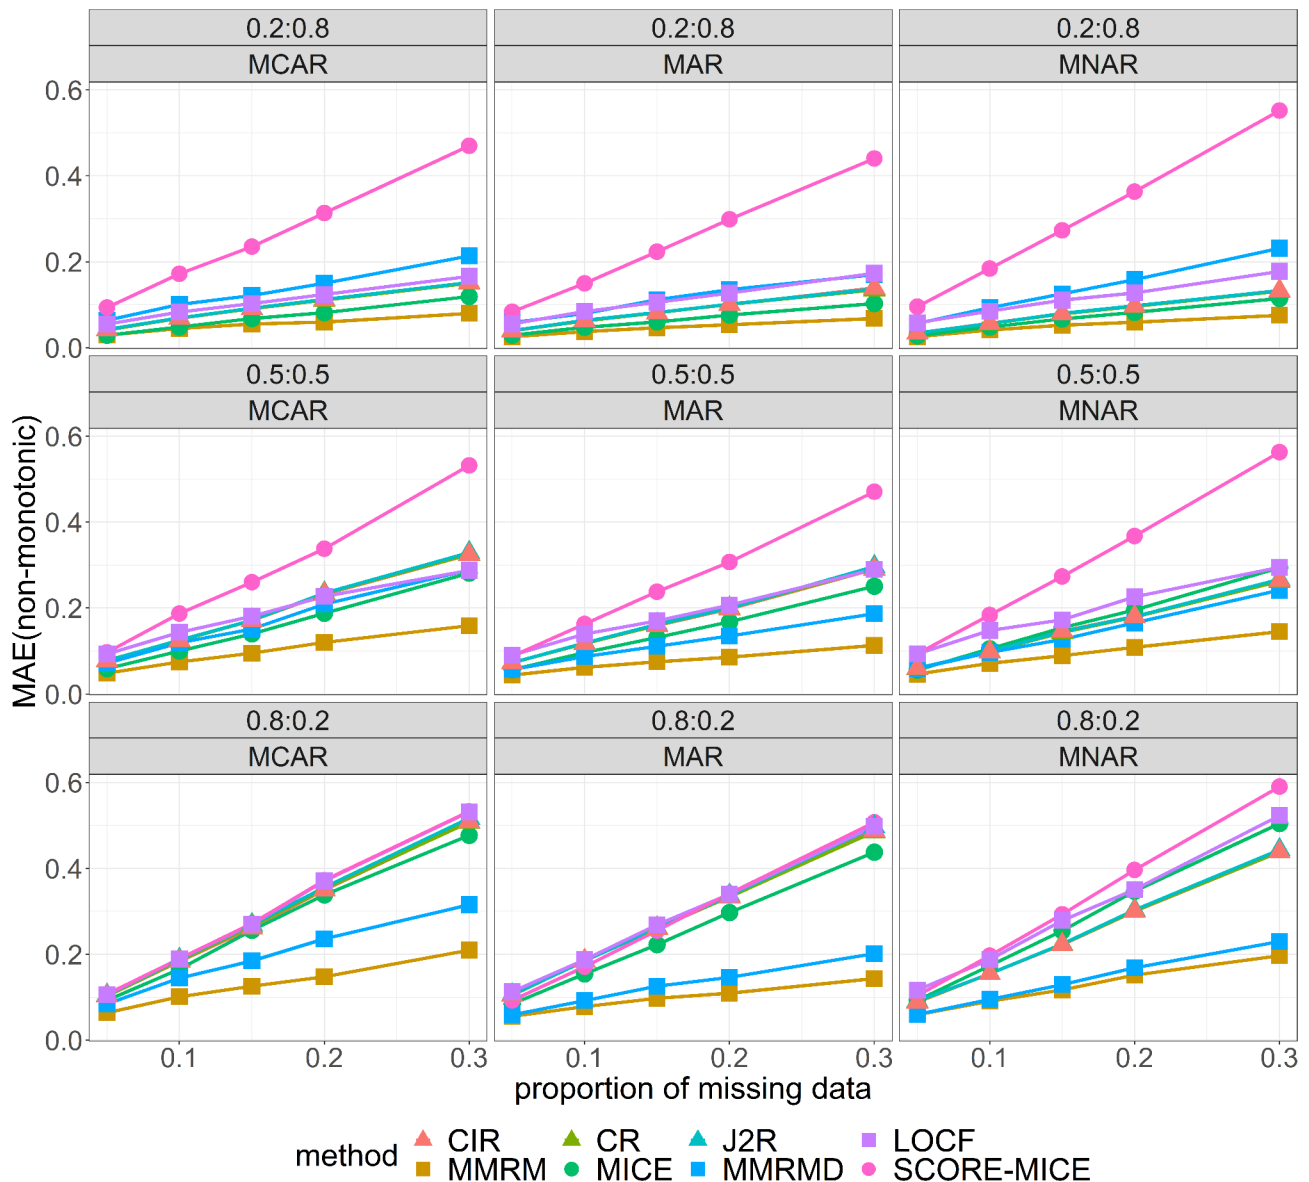 0.2:0.8 0.2:0.8 0.2:0.8
MCAR MAR MNAR
0.6
0.4
0.2
0.0
0.5:0.5 0.5:0.5 0.5:0.5
MCAR MAR MNAR
0.6
0.4
0.2
0.0
MAE(non-monotonic)
0.8:0.2 0.8:0.2 0.8:0.2
MCAR MAR MNAR
0.6
0.4
0.2
0.0
0.1 0.2 0.3 0.1 0.2 0.3 0.1 0.2 0.3
proportion of missing data
method
CIR CR J2R LOCF
MMRM MICE MMRMD SCORE-MICE